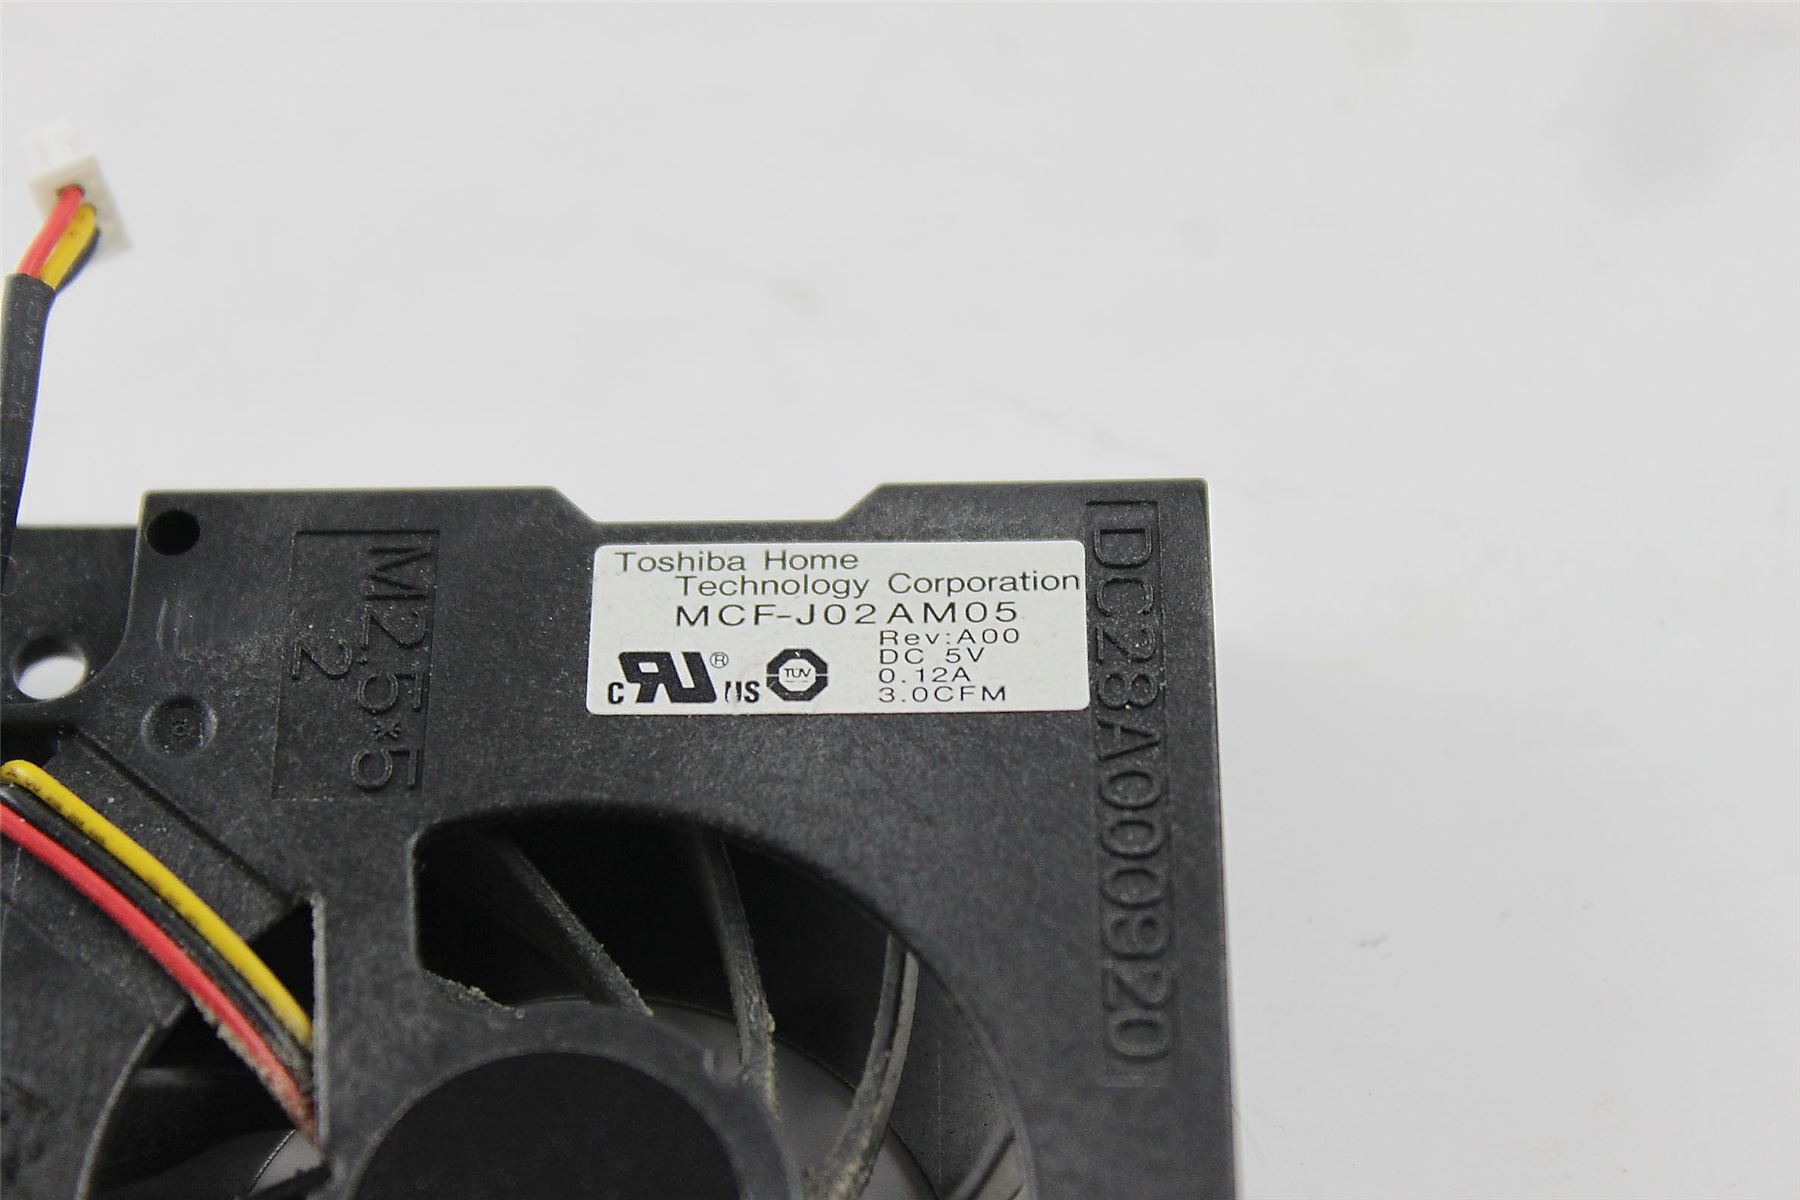 Toshiba Home
Technology Corporation
MCF-J02AM05
Rev:A00
DC 5V
0.12A
3.0CFM
c RU ® US
TUV
M2.5*5
2
DC28A000920